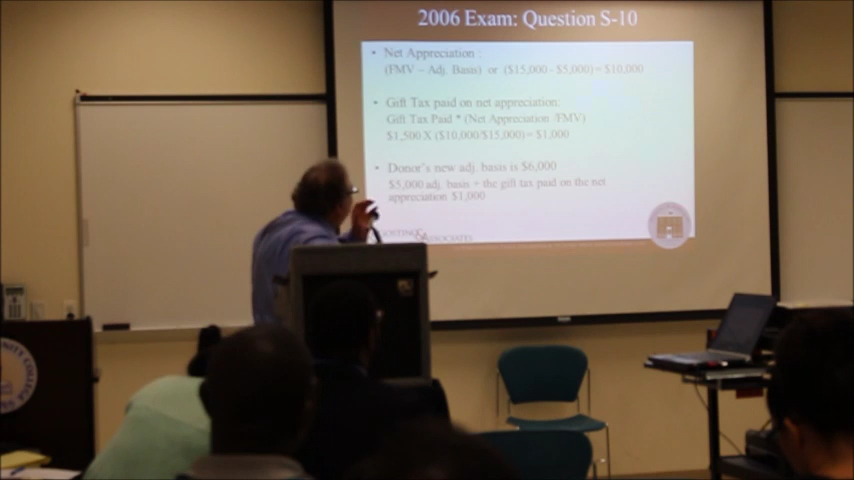 2006 Exam: Question S-10
• Net Appreciation :
(FMV – Adj. Basis) or ($15,000 - $5,000) = $10,000
• Gift Tax paid on net appreciation:
Gift Tax Paid * (Net Appreciation /FMV)
$1,500 X ($10,000/$15,000) = $1,000
• Donor's new adj. basis is $6,000
$5,000 adj. basis + the gift tax paid on the net
appreciation $1,000
& ASSOCIATES
NITY COLLEGE